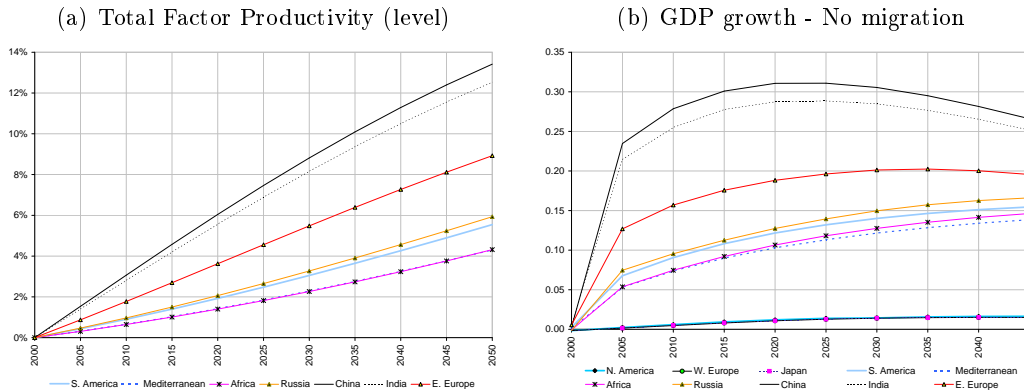 (a) Total Factor Productivity (level)
14%
12%
10%
8%
6%
4%
2%
0%
2000 2005 2010 2015 2020 2025 2030 2035 2040 2045 2050
S. America Mediterranean Africa Russia China India E. Europe
(b) GDP growth - No migration
0.35
0.30
0.25
0.20
0.15
0.10
0.05
0.00
2000 2005 2010 2015 2020 2025 2030 2035 2040
N. America W. Europe Japan S. America Mediterranean
Africa Russia China India E. Europe